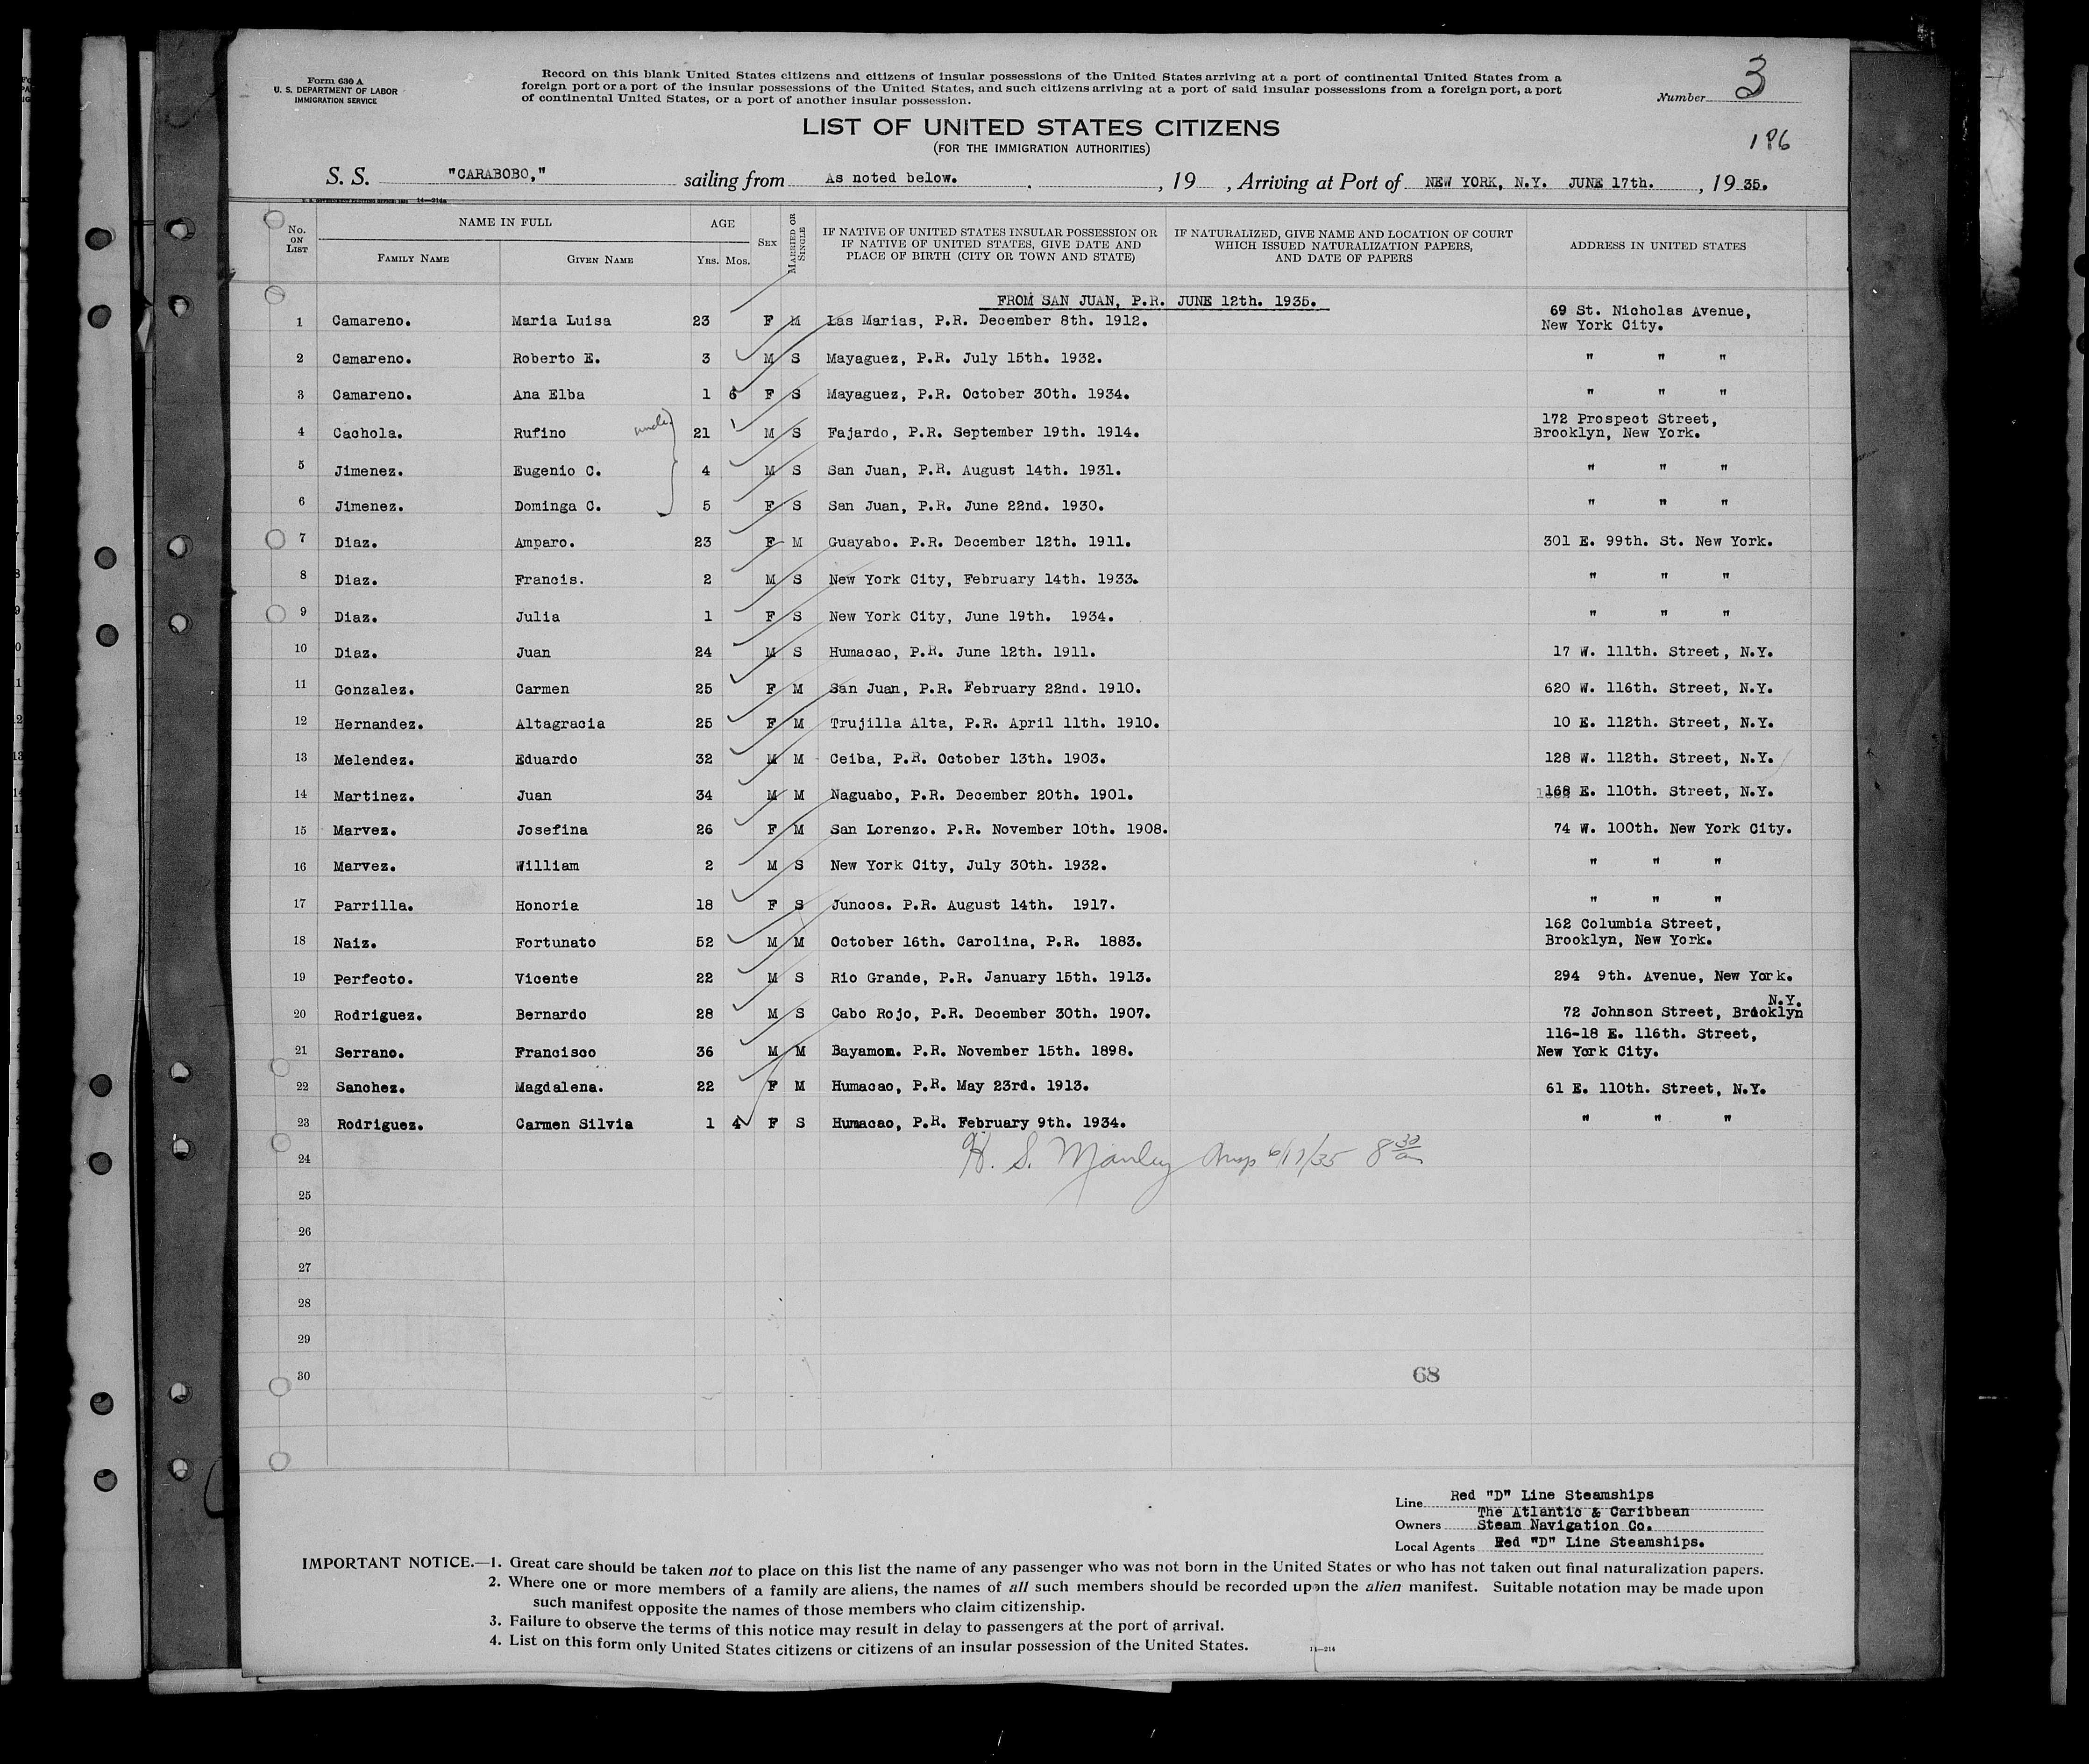 Form 630 A
U. S. DEPARTMENT OF LABOR
IMMIGRATION SERVICE
Record on this blank United States citizens and citizens of insular possessions of the United States arriving at a port of continental United States from a
foreign port or a port of the insular possessions of the United States, and such citizens arriving at a port of said insular possessions from a foreign port, a port
of continental United States, or a port of another insular possession.
Number 3
LIST OF UNITED STATES CITIZENS
(FOR THE IMMIGRATION AUTHORITIES)
186
S. S. "CARABOBO," sailing from As noted below. , 19 , Arriving at Port of NEW YORK, N.Y. JUNE 17th. , 19 35.
No. ON LIST
NAME IN FULL
FAMILY NAME
GIVEN NAME
AGE
YRS. MOS.
SEX
MARRIED OR SINGLE
IF NATIVE OF UNITED STATES INSULAR POSSESSION OR
IF NATIVE OF UNITED STATES, GIVE DATE AND
PLACE OF BIRTH (CITY OR TOWN AND STATE)
IF NATURALIZED, GIVE NAME AND LOCATION OF COURT
WHICH ISSUED NATURALIZATION PAPERS,
AND DATE OF PAPERS
ADDRESS IN UNITED STATES
FROM SAN JUAN, P.R. JUNE 12th. 1935.
1 Camareno. Maria Luisa 23 F M Las Marias, P.R. December 8th. 1912. 69 St. Nicholas Avenue,
New York City.
2 Camareno. Roberto E. 3 M S Mayaguez, P.R. July 15th. 1932. " " "
3 Camareno. Ana Elba 1 6 F S Mayaguez, P.R. October 30th. 1934. " " "
4 Cachola. Rufino uncle 21 M S Fajardo, P.R. September 19th. 1914. 172 Prospect Street,
Brooklyn, New York.
5 Jimenez. Eugenio C. 4 M S San Juan, P.R. August 14th. 1931. " " "
6 Jimenez. Dominga C. 5 F S San Juan, P.R. June 22nd. 1930. " " "
7 Diaz. Amparo. 23 F M Guayabo. P.R. December 12th. 1911. 301 E. 99th. St. New York.
8 Diaz. Francis. 2 M S New York City, February 14th. 1933. " " "
9 Diaz. Julia 1 F S New York City, June 19th. 1934. " " "
10 Diaz. Juan 24 M S Humacao, P.R. June 12th. 1911. 17 W. 111th. Street, N.Y.
11 Gonzalez. Carmen 25 F M San Juan, P.R. February 22nd. 1910. 620 W. 116th. Street, N.Y.
12 Hernandez. Altagracia 25 F M Trujilla Alta, P.R. April 11th. 1910. 10 E. 112th. Street, N.Y.
13 Melendez. Eduardo 32 M M Ceiba, P.R. October 13th. 1903. 128 W. 112th. Street, N.Y.
14 Martinez. Juan 34 M M Naguabo, P.R. December 20th. 1901. 168 E. 110th. Street, N.Y.
15 Marvez. Josefina 26 F M San Lorenzo. P.R. November 10th. 1908. 74 W. 100th. New York City.
16 Marvez. William 2 M S New York City, July 30th. 1932. " " "
17 Parrilla. Honoria 18 F S Juncos. P.R. August 14th. 1917. " " "
18 Naiz. Fortunato 52 M M October 16th. Carolina, P.R. 1883. 162 Columbia Street,
Brooklyn, New York.
19 Perfecto. Vicente 22 M S Rio Grande, P.R. January 15th. 1913. 294 9th. Avenue, New York.
20 Rodriguez. Bernardo 28 M S Cabo Rojo, P.R. December 30th. 1907. 72 Johnson Street, Brooklyn N.Y.
21 Serrano. Francisco 36 M M Bayamon. P.R. November 15th. 1898. 116-18 E. 116th. Street,
New York City.
22 Sanchez. Magdalena. 22 F M Humacao, P.R. May 23rd. 1913. 61 E. 110th. Street, N.Y.
23 Rodriguez. Carmen Silvia 1 4 F S Humacao, P.R. February 9th. 1934. " " "
24 H. S. Manley Insp 6/17/35 8 30 am
25
26
27
28
29
30
68
Line Red "D" Line Steamships
The Atlantic & Caribbean
Owners Steam Navigation Co.
Local Agents Red "D" Line Steamships.
IMPORTANT NOTICE.—1. Great care should be taken not to place on this list the name of any passenger who was not born in the United States or who has not taken out final naturalization papers.
2. Where one or more members of a family are aliens, the names of all such members should be recorded upon the alien manifest. Suitable notation may be made upon
such manifest opposite the names of those members who claim citizenship.
3. Failure to observe the terms of this notice may result in delay to passengers at the port of arrival.
4. List on this form only United States citizens or citizens of an insular possession of the United States.
14—214